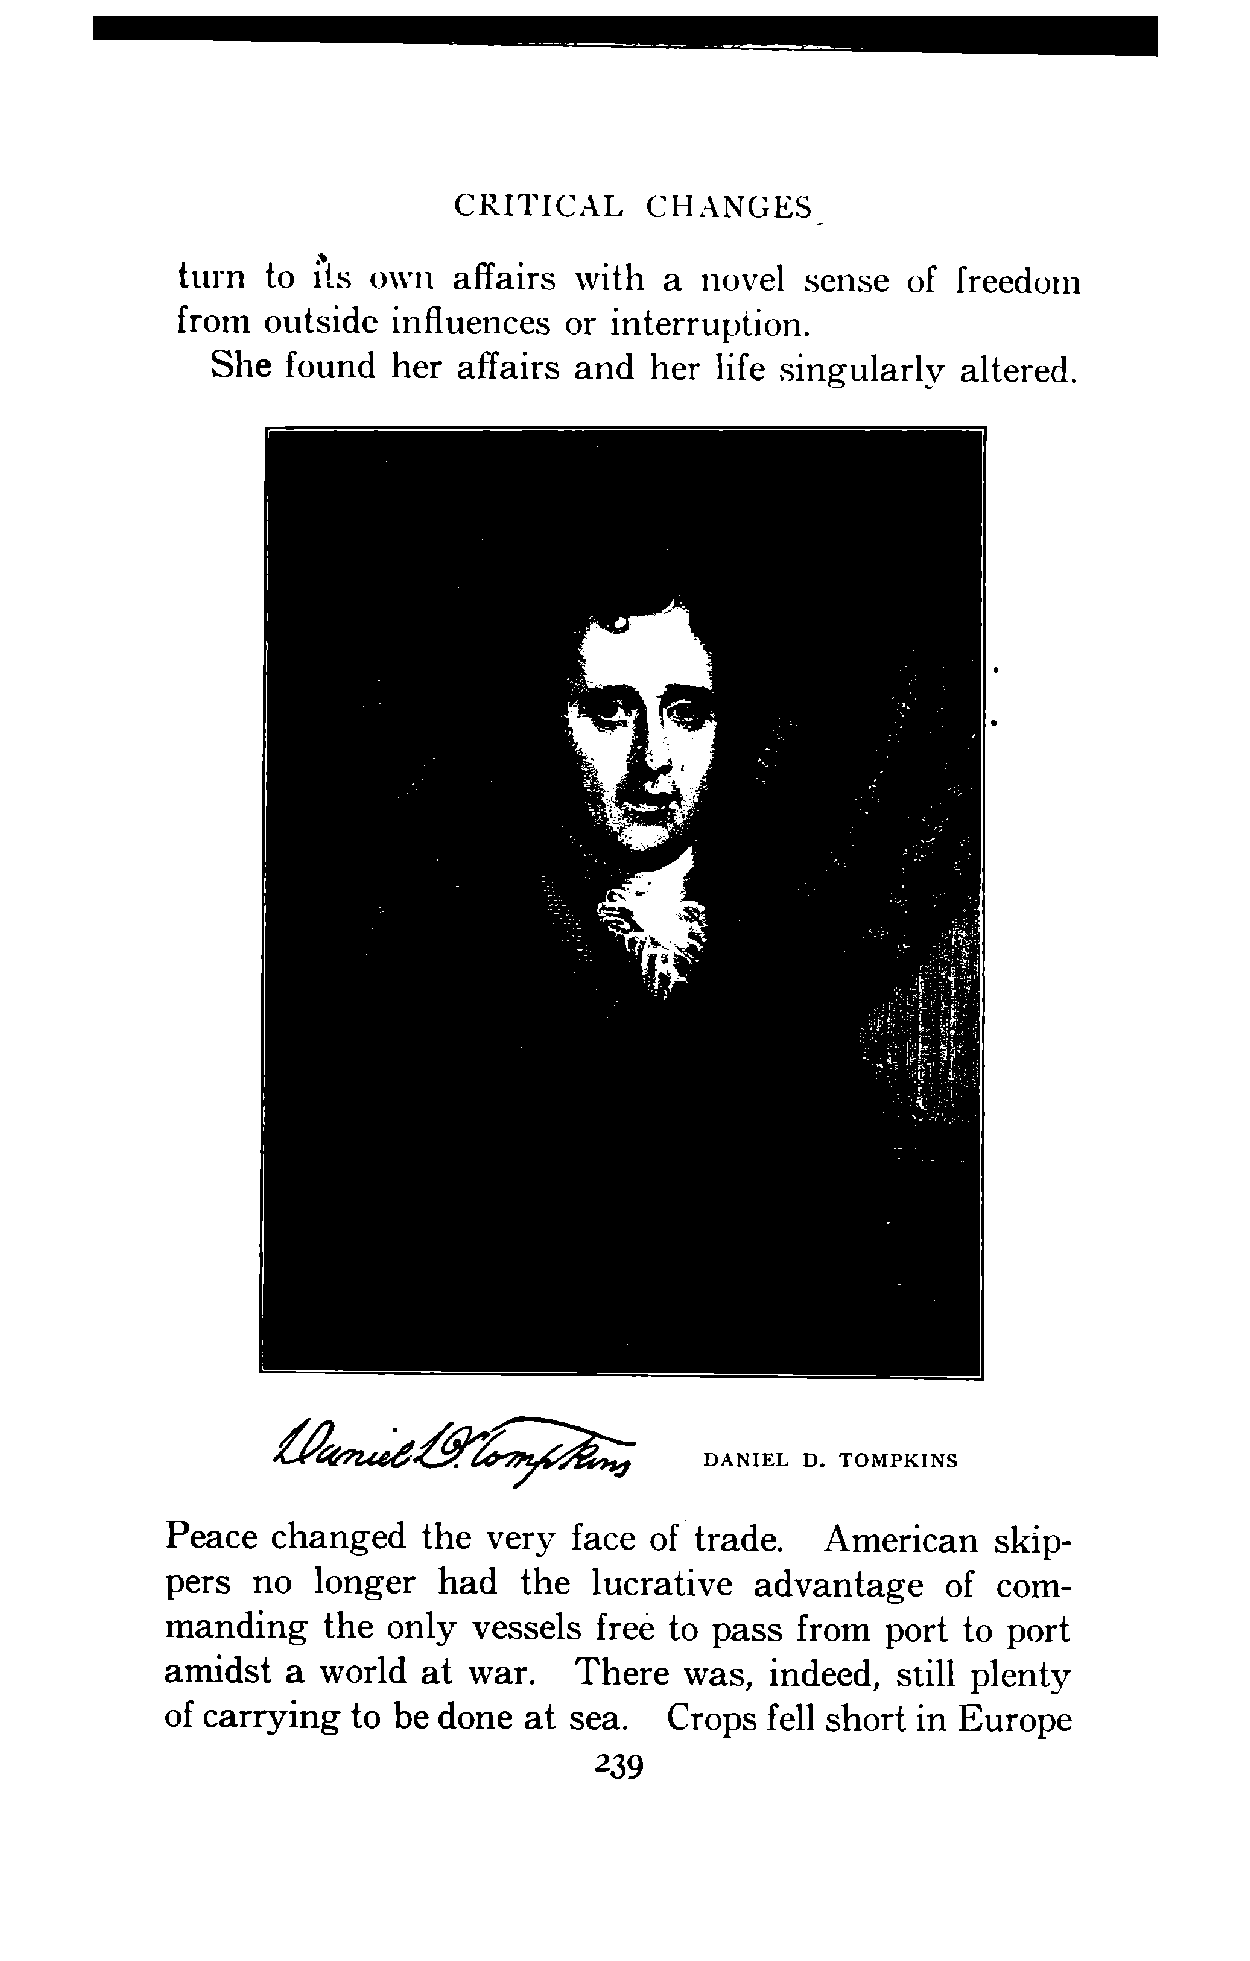 CRITICAL CHANGES
turn to its own affairs with a novel sense of freedom
from outside influences or interruption.
She found her affairs and her life singularly altered.
Daniel D. Tompkins
DANIEL D. TOMPKINS
Peace changed the very face of trade. American skip-
pers no longer had the lucrative advantage of com-
manding the only vessels free to pass from port to port
amidst a world at war. There was, indeed, still plenty
of carrying to be done at sea. Crops fell short in Europe
239